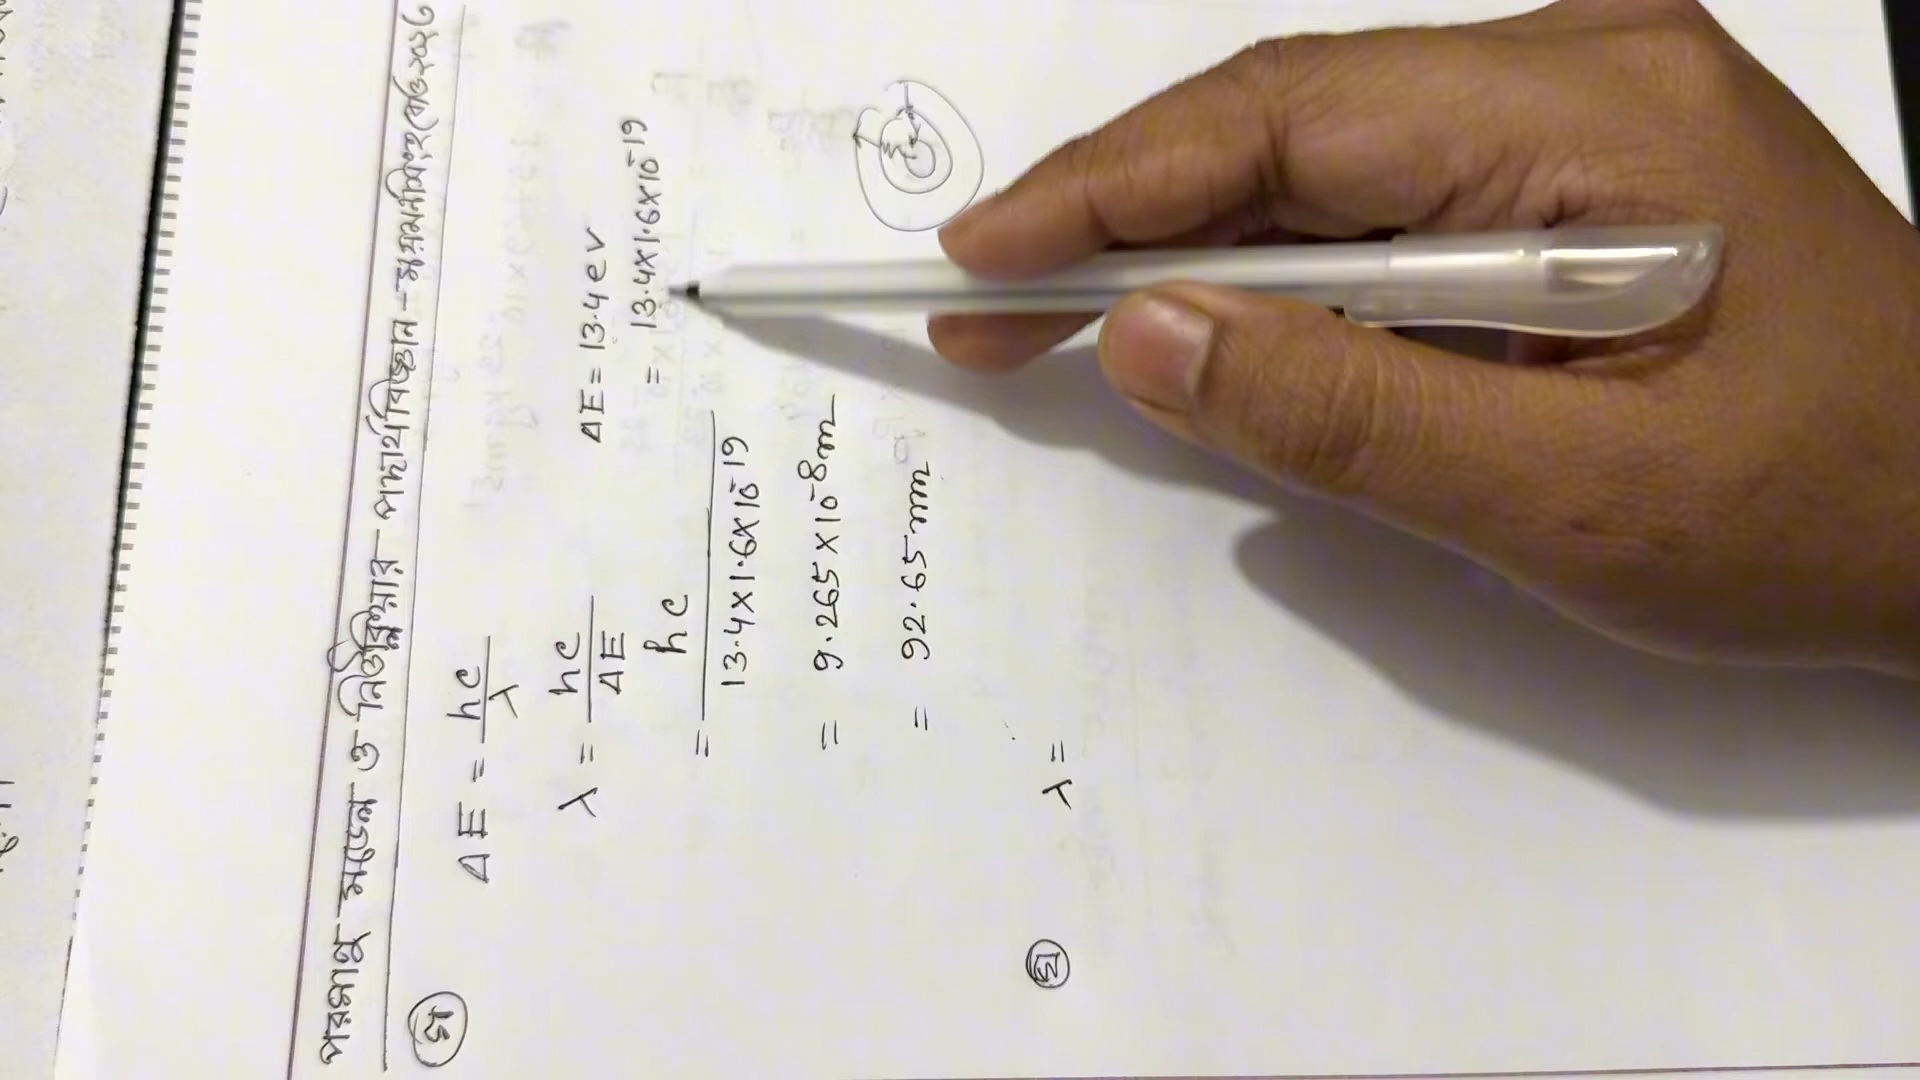 পরমাণুর মডেল ও নিউক্লিয়ার পদার্থবিজ্ঞান-
গ
ΔE = hc/λ
λ = hc/ΔE
ΔE = 13.4 ev
= 13.4×1.6×10⁻¹⁹
= hc/13.4×1.6×10⁻¹⁹
= 9.265×10⁻⁸m
= 92.65 nm
ঘ
λ =